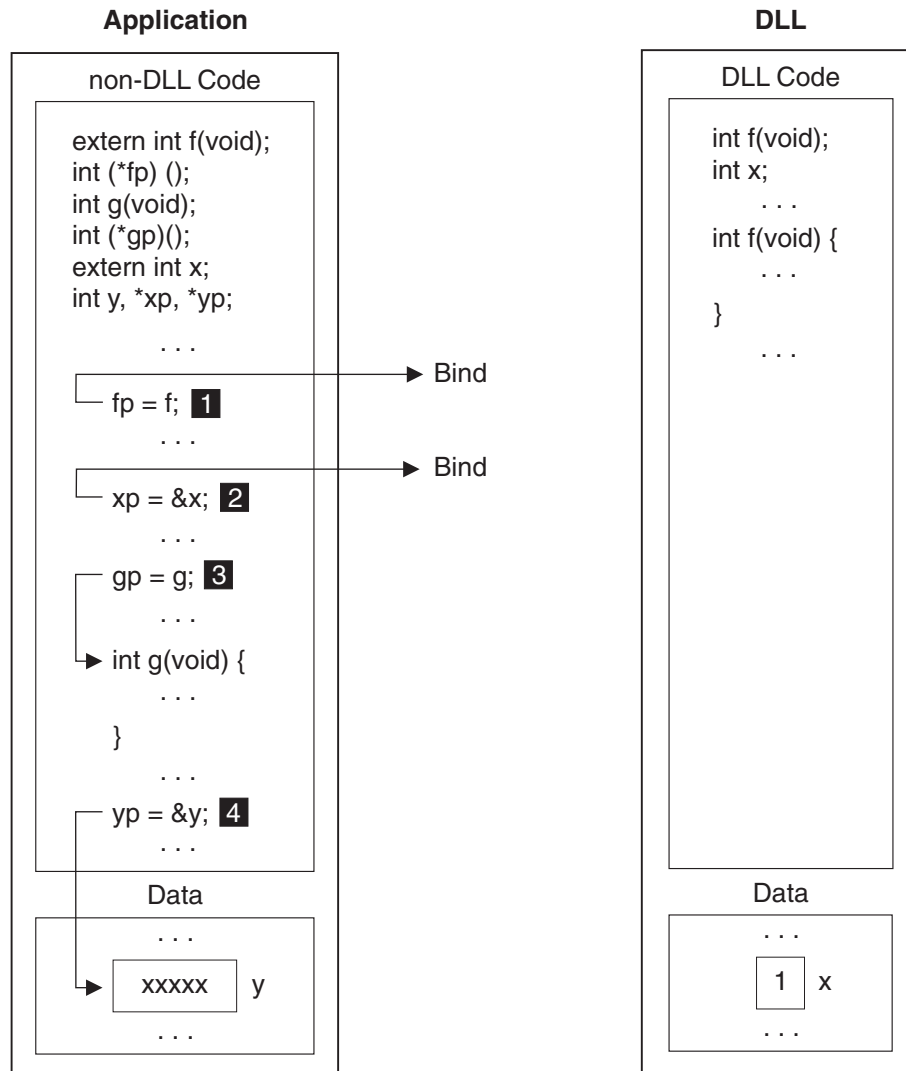 Application
non-DLL Code
extern int f(void);
int (*fp) ();
int g(void);
int (*gp)();
extern int x;
int y, *xp, *yp;
. . .
Bind
fp = f; 1
. . .
Bind
xp = &x; 2
. . .
gp = g; 3
. . .
int g(void) {
. . .
}
. . .
yp = &y; 4
. . .
Data
. . .
xxxxx y
. . .
DLL
DLL Code
int f(void);
int x;
. . .
int f(void) {
. . .
}
. . .
Data
. . .
1 x
. . .